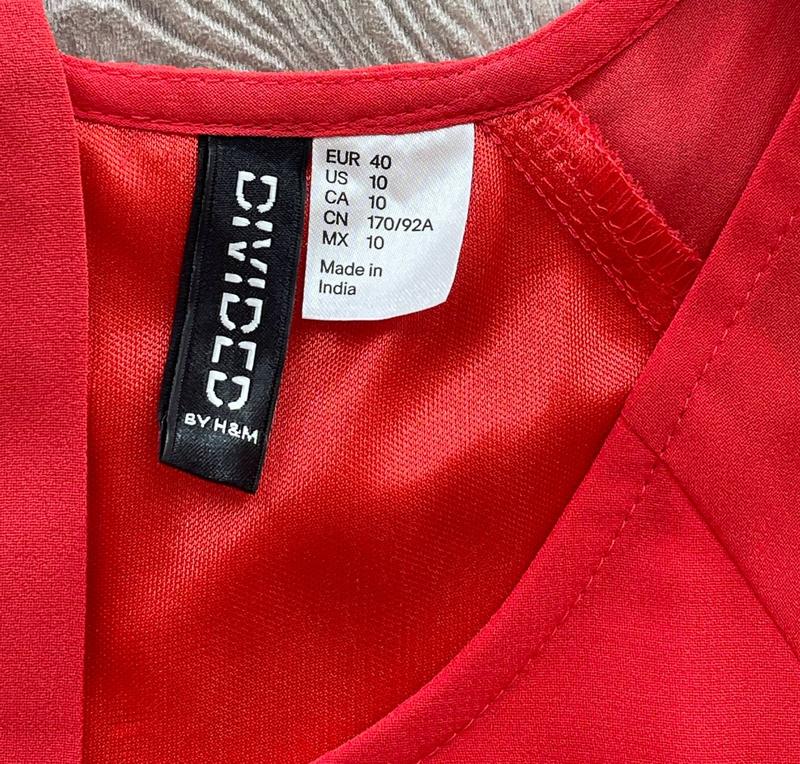 DIVIDED
BY H&M
EUR 40
US 10
CA 10
CN 170/92A
MX 10
Made in
India